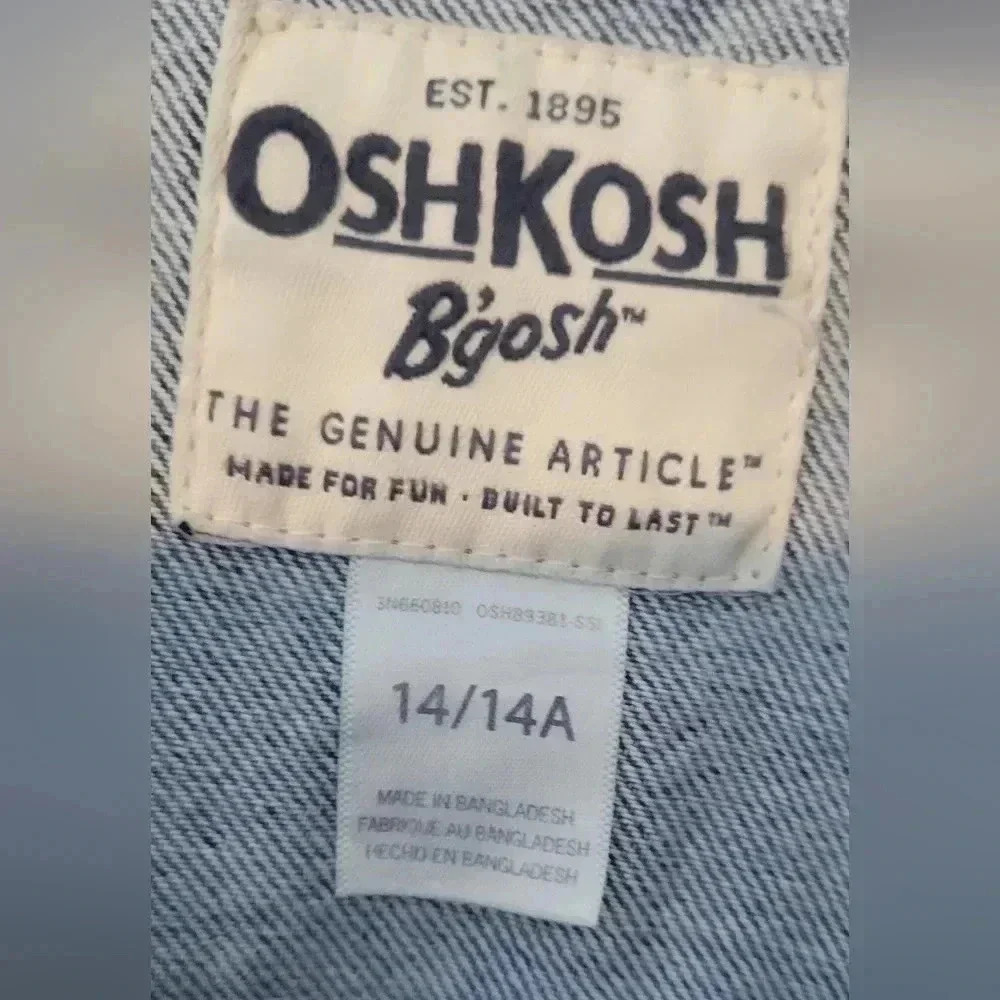 EST. 1895
OSHKOSH
B'gosh™
THE GENUINE ARTICLE™
MADE FOR FUN · BUILT TO LAST™
14/14A
MADE IN BANGLADESH
FABRIQUÉ AU BANGLADESH
HECHO EN BANGLADESH